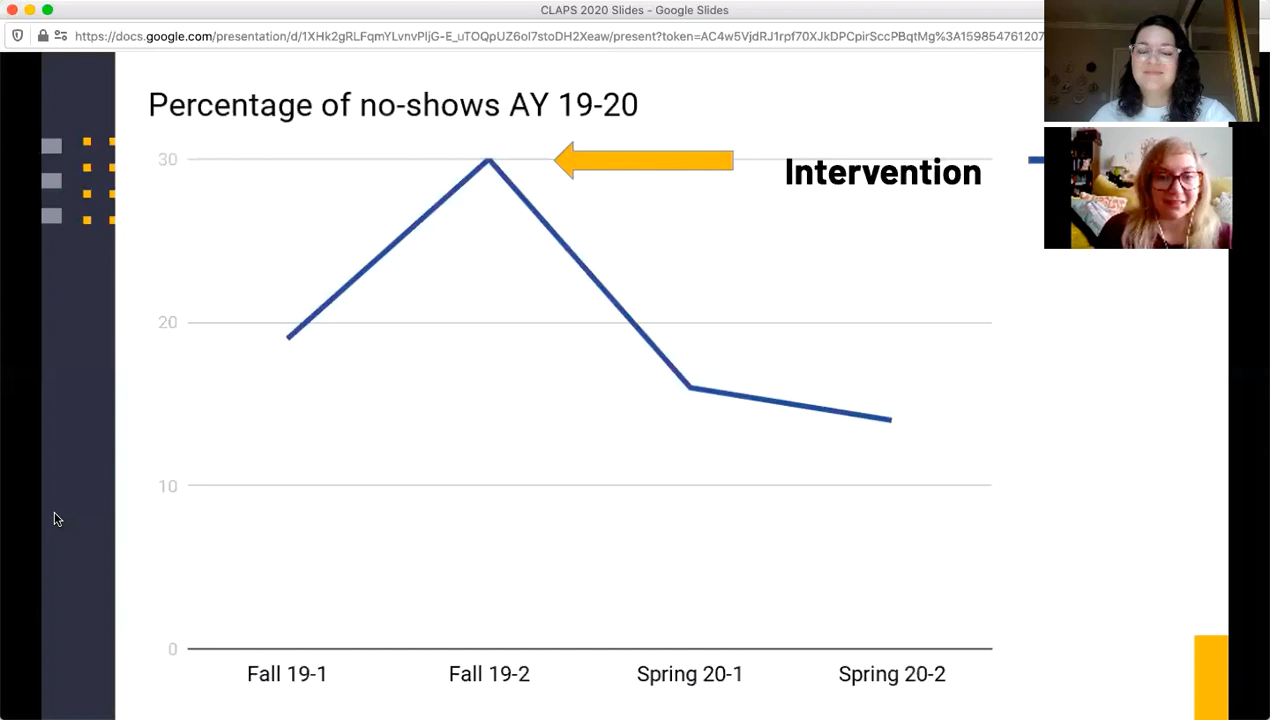 CLAPS 2020 Slides - Google Slides
https://docs.google.com/presentation/d/1XHk2gRLFqmYLvnvPljG-E_uTOQpUZ6ol7stoDH2Xeaw/present?token=AC4w5VjdRJ1rpf70XJkDPCpirSccPBqtMg%3A159854761207
Percentage of no-shows AY 19-20
30
Intervention
20
10
0
Fall 19-1
Fall 19-2
Spring 20-1
Spring 20-2